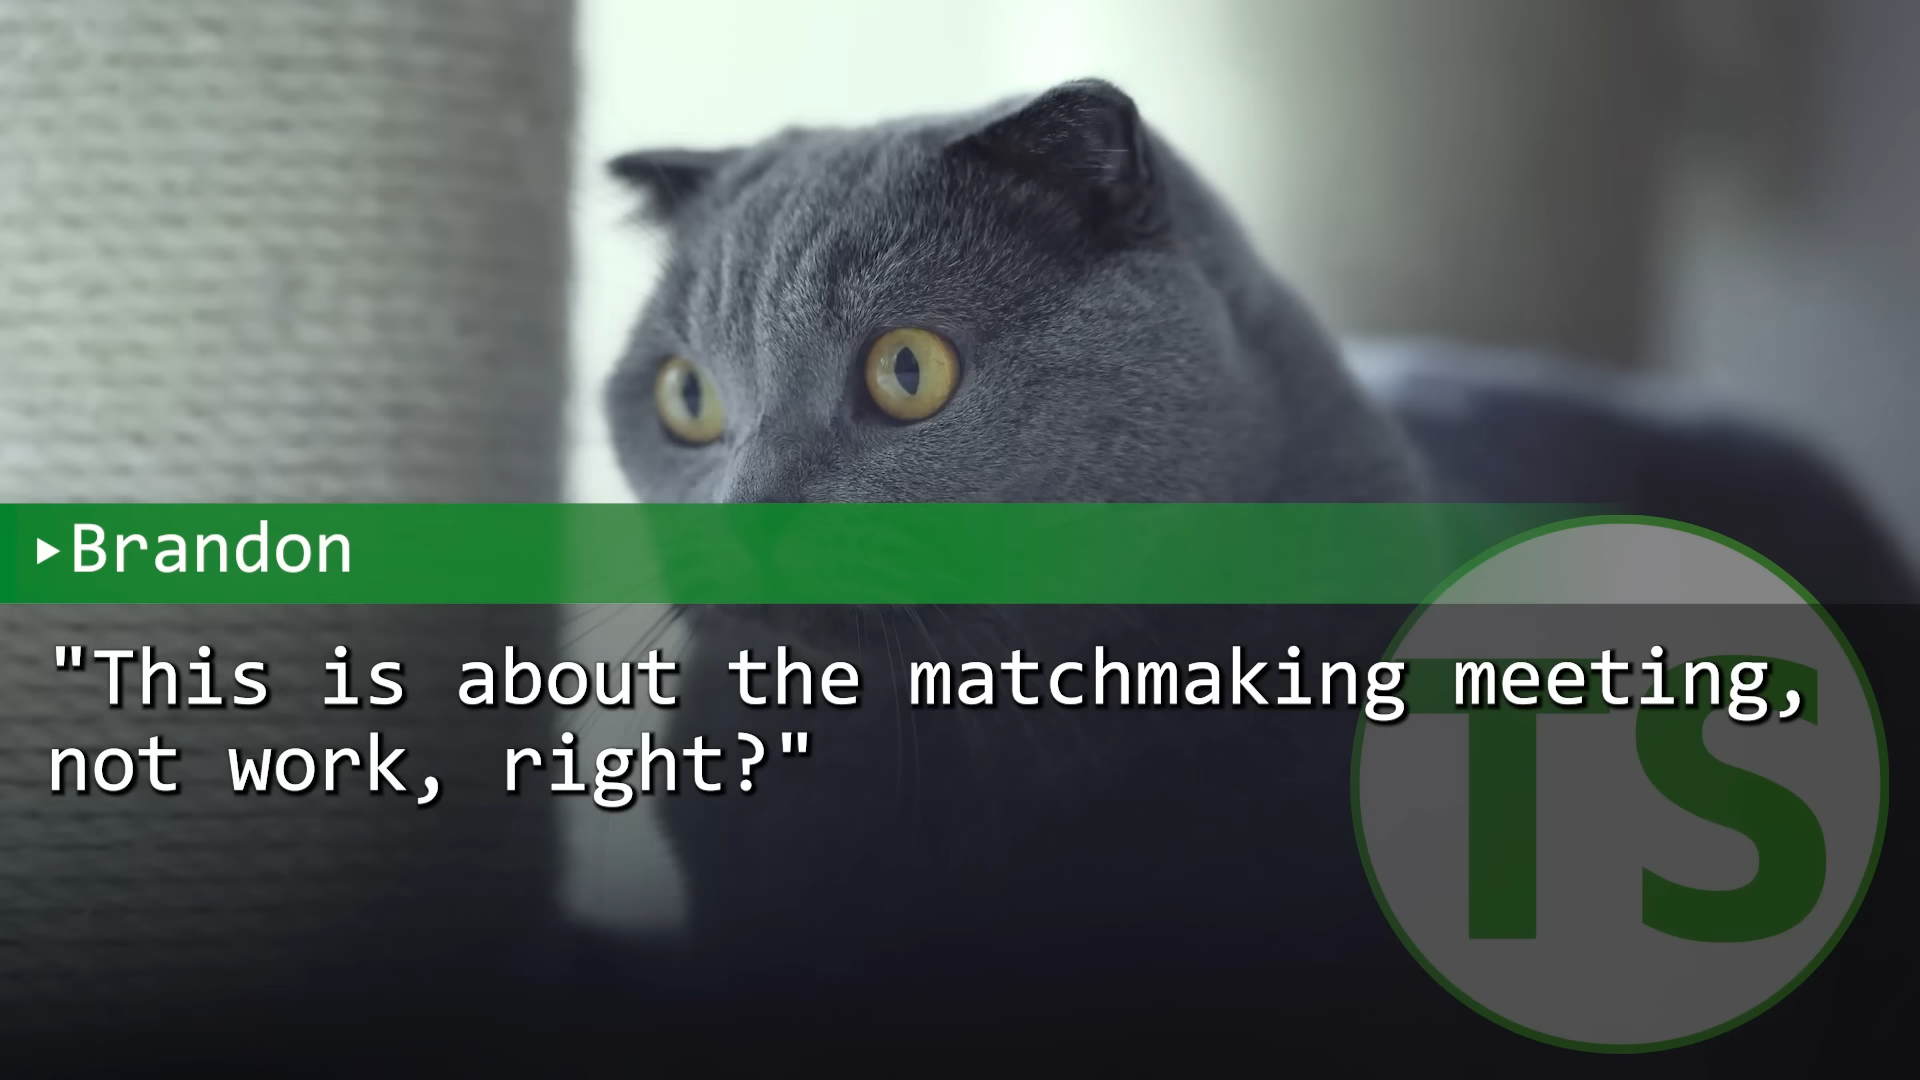 ▶Brandon
"This is about the matchmaking meeting,
not work, right?"
TS